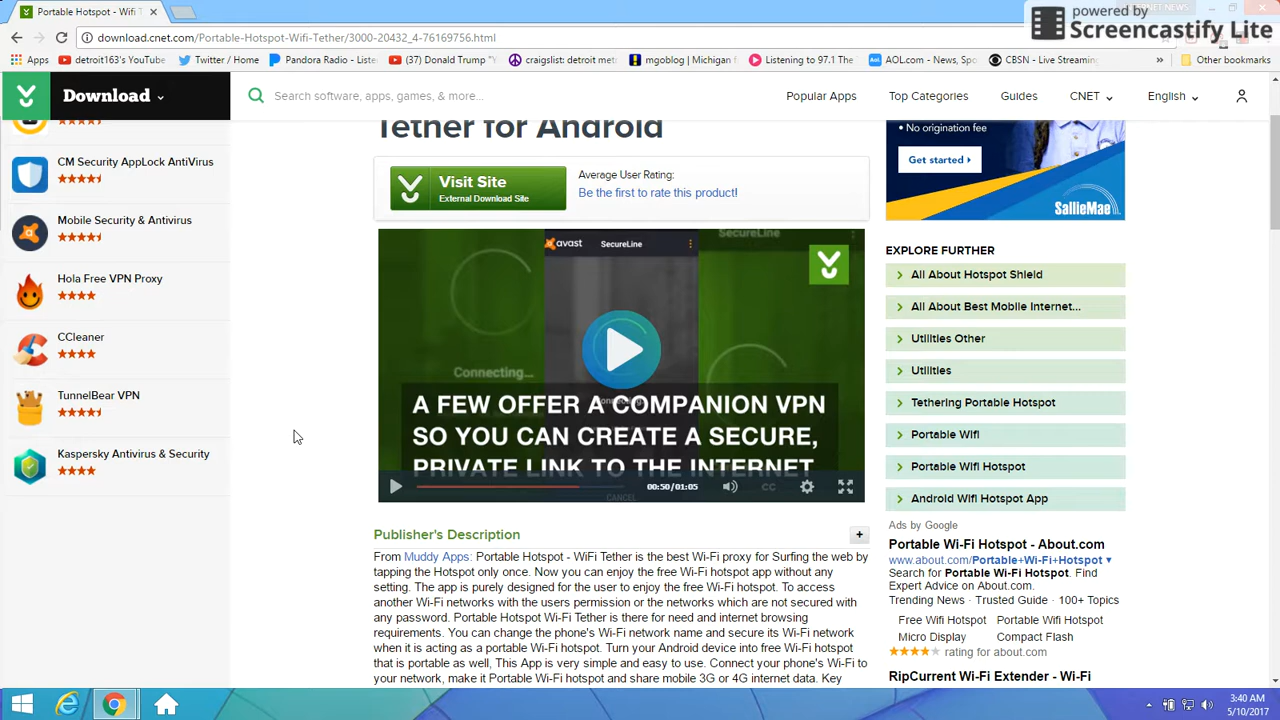 Portable Hotspot - Wifi T
powered by
Screencastify Lite
download.cnet.com/Portable-Hotspot-Wifi-Tether/3000-20432_4-76169756.html
Apps
detroit163's YouTube
Twitter / Home
Pandora Radio - Listen
(37) Donald Trump "Y
craigslist: detroit metr
mgoblog | Michigan f
Listening to 97.1 The
AOL.com - News, Spo
CBSN - Live Streaming
»
Other bookmarks
Download
Search software, apps, games, & more...
Popular Apps
Top Categories
Guides
CNET
English
CM Security AppLock AntiVirus
Mobile Security & Antivirus
Hola Free VPN Proxy
CCleaner
TunnelBear VPN
Kaspersky Antivirus & Security
Tether for Android
Visit Site
External Download Site
Average User Rating:
Be the first to rate this product!
avast
SecureLine
SecureLine
Connecting...
A FEW OFFER A COMPANION VPN
SO YOU CAN CREATE A SECURE,
PRIVATE LINK TO THE INTERNET
CANCEL
00:50/01:05
CC
Publisher's Description
+
From Muddy Apps: Portable Hotspot - WiFi Tether is the best Wi-Fi proxy for Surfing the web by
tapping the Hotspot only once. Now you can enjoy the free Wi-Fi hotspot app without any
setting. The app is purely designed for the user to enjoy the free Wi-Fi hotspot. To access
another Wi-Fi networks with the users permission or the networks which are not secured with
any password. Portable Hotspot Wi-Fi Tether is there for need and internet browsing
requirements. You can change the phone's Wi-Fi network name and secure its Wi-Fi network
when it is acting as a portable Wi-Fi hotspot. Turn your Android device into free Wi-Fi hotspot
that is portable as well, This App is very simple and easy to use. Connect your phone's Wi-Fi to
your network, make it Portable Wi-Fi hotspot and share mobile 3G or 4G internet data. Key
• No origination fee
Get started
SallieMae
EXPLORE FURTHER
All About Hotspot Shield
All About Best Mobile Internet...
Utilities Other
Utilities
Tethering Portable Hotspot
Portable Wifi
Portable Wifi Hotspot
Android Wifi Hotspot App
Ads by Google
Portable Wi-Fi Hotspot - About.com
www.about.com/Portable+Wi-Fi+Hotspot
Search for Portable Wi-Fi Hotspot. Find
Expert Advice on About.com.
Trending News · Trusted Guide · 100+ Topics
Free Wifi Hotspot
Portable Wifi Hotspot
Micro Display
Compact Flash
rating for about.com
RipCurrent Wi-Fi Extender - Wi-Fi
3:40 AM
5/10/2017